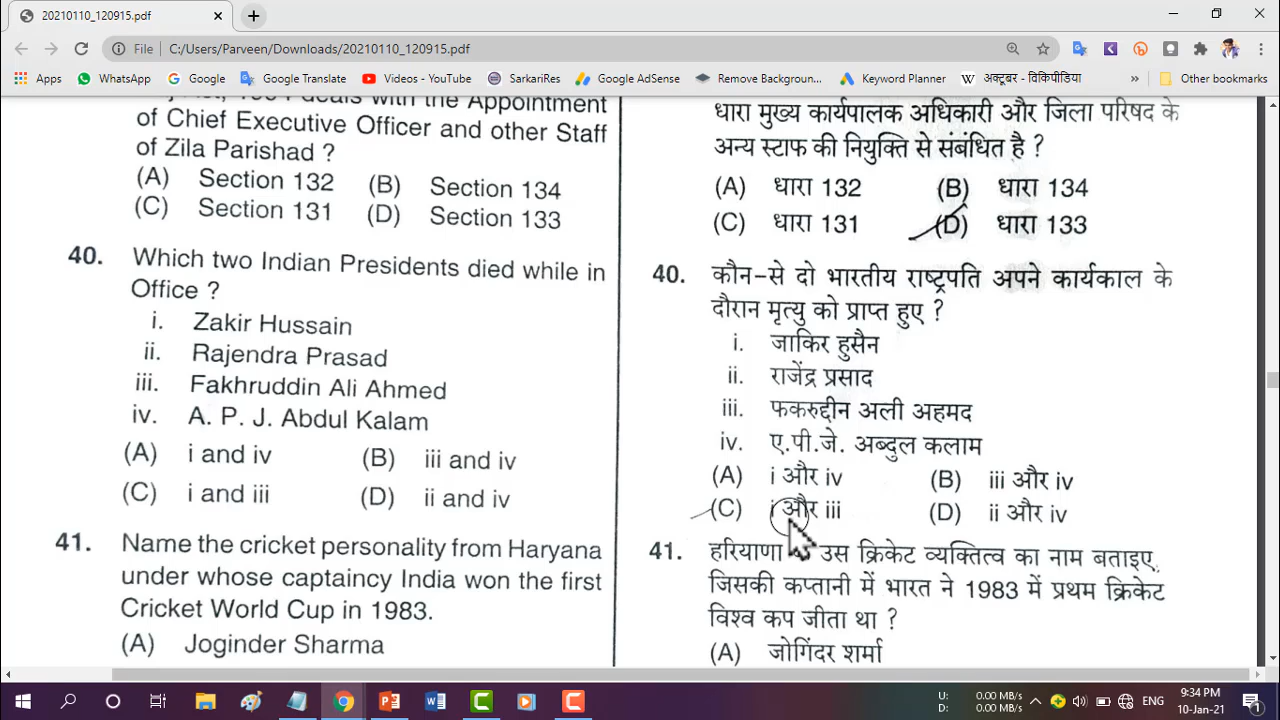 20210110_120915.pdf
File
C:/Users/Parveen/Downloads/20210110_120915.pdf
Apps
WhatsApp
Google
Google Translate
Videos - YouTube
SarkariRes
Google AdSense
Remove Backgroun...
Keyword Planner
अक्टूबर - विकिपीडिया
»
Other bookmarks
deals with the Appointment
of Chief Executive Officer and other Staff
of Zila Parishad ?
(A) Section 132 (B) Section 134
(C) Section 131 (D) Section 133
40. Which two Indian Presidents died while in
Office ?
i. Zakir Hussain
ii. Rajendra Prasad
iii. Fakhruddin Ali Ahmed
iv. A. P. J. Abdul Kalam
(A) i and iv (B) iii and iv
(C) i and iii (D) ii and iv
41. Name the cricket personality from Haryana
under whose captaincy India won the first
Cricket World Cup in 1983.
(A) Joginder Sharma
धारा मुख्य कार्यपालक अधिकारी और जिला परिषद के
अन्य स्टाफ की नियुक्ति से संबंधित है ?
(A) धारा 132 (B) धारा 134
(C) धारा 131 (D) धारा 133
40. कौन-से दो भारतीय राष्ट्रपति अपने कार्यकाल के
दौरान मृत्यु को प्राप्त हुए ?
i. जाकिर हुसैन
ii. राजेंद्र प्रसाद
iii. फकरुद्दीन अली अहमद
iv. ए.पी.जे. अब्दुल कलाम
(A) i और iv (B) iii और iv
(C) i और iii (D) ii और iv
41. हरियाणा उस क्रिकेट व्यक्तित्व का नाम बताइए,
जिसकी कप्तानी में भारत ने 1983 में प्रथम क्रिकेट
विश्व कप जीता था ?
(A) जोगिंदर शर्मा
U: 0.00 MB/s
D: 0.00 MB/s
ENG
9:34 PM
10-Jan-21